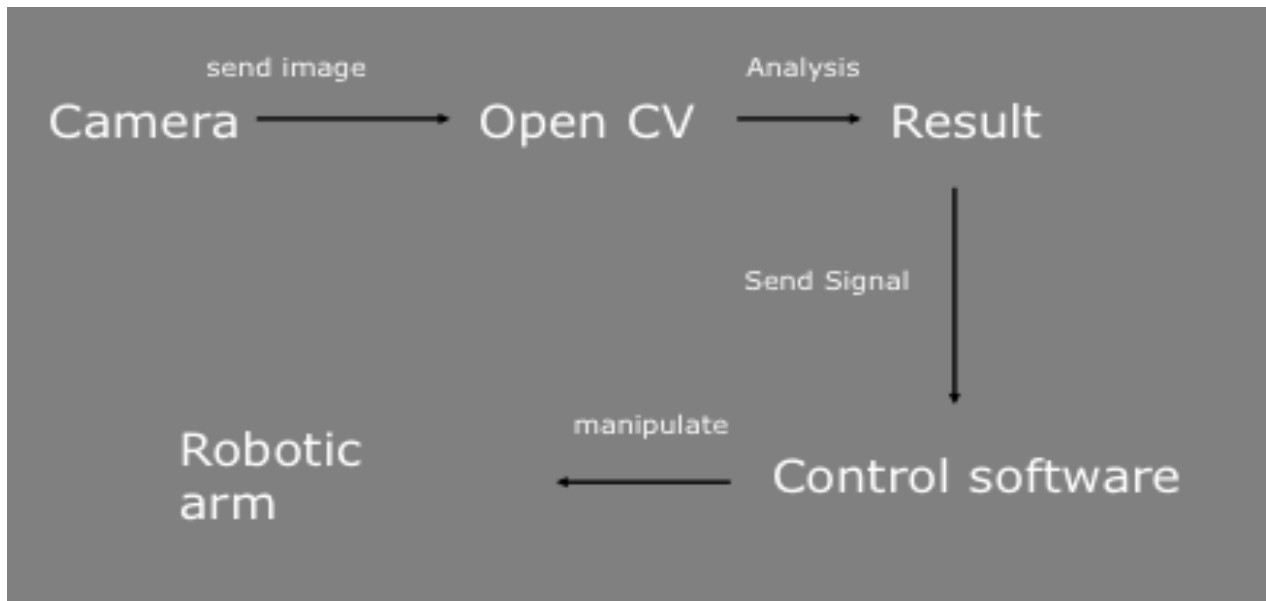 send image
Analysis
Camera
Open CV
Result
Send Signal
manipulate
Control software
Robotic
arm